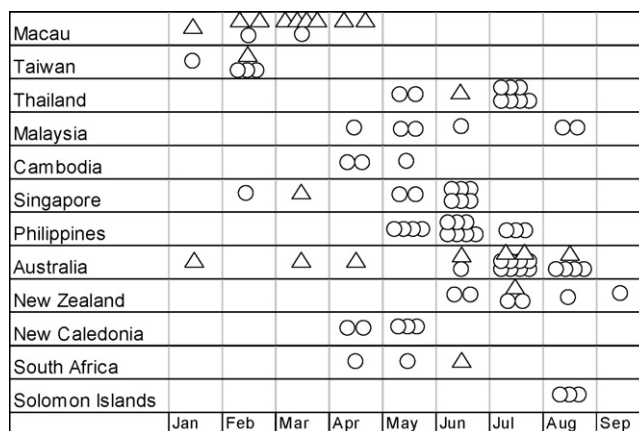 Macau
Taiwan
Thailand
Malaysia
Cambodia
Singapore
Philippines
Australia
New Zealand
New Caledonia
South Africa
Solomon Islands
Jan Feb Mar Apr May Jun Jul Aug Sep